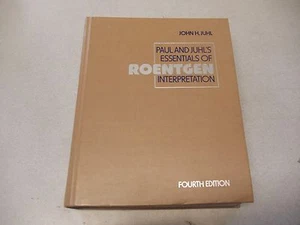 JOHN H. JUHL
PAUL AND JUHL'S
ESSENTIALS OF
ROENTGEN
INTERPRETATION
FOURTH EDITION